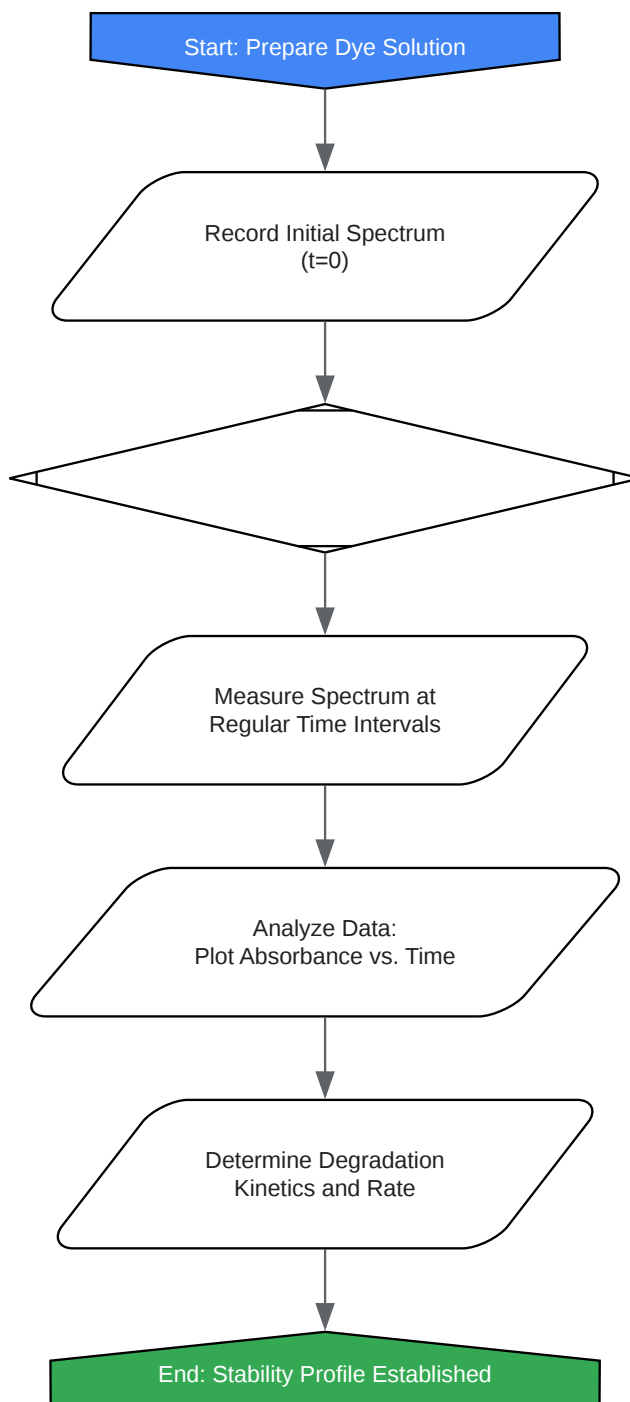 Start: Prepare Dye Solution
Record Initial Spectrum
(t=0)
Measure Spectrum at
Regular Time Intervals
Analyze Data:
Plot Absorbance vs. Time
Determine Degradation
Kinetics and Rate
End: Stability Profile Established